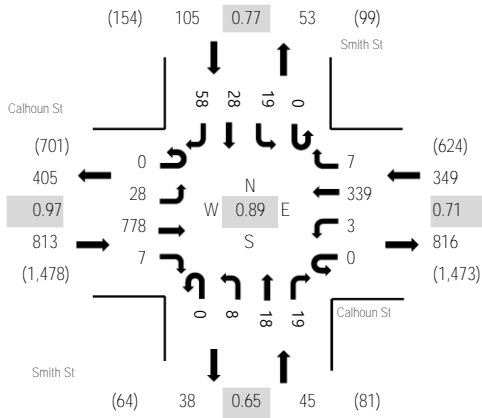 (154) 105 0.77 53 (99)
Smith St
58 28 19 0
Calhoun St
(701) (624)
0 7
405 349
28 339
N
0.97 W 0.89 E 0.71
778 3
S
813 816
7 0
(1,478) (1,473)
0 8 18 19
Calhoun St
Smith St
(64) 38 0.65 45 (81)